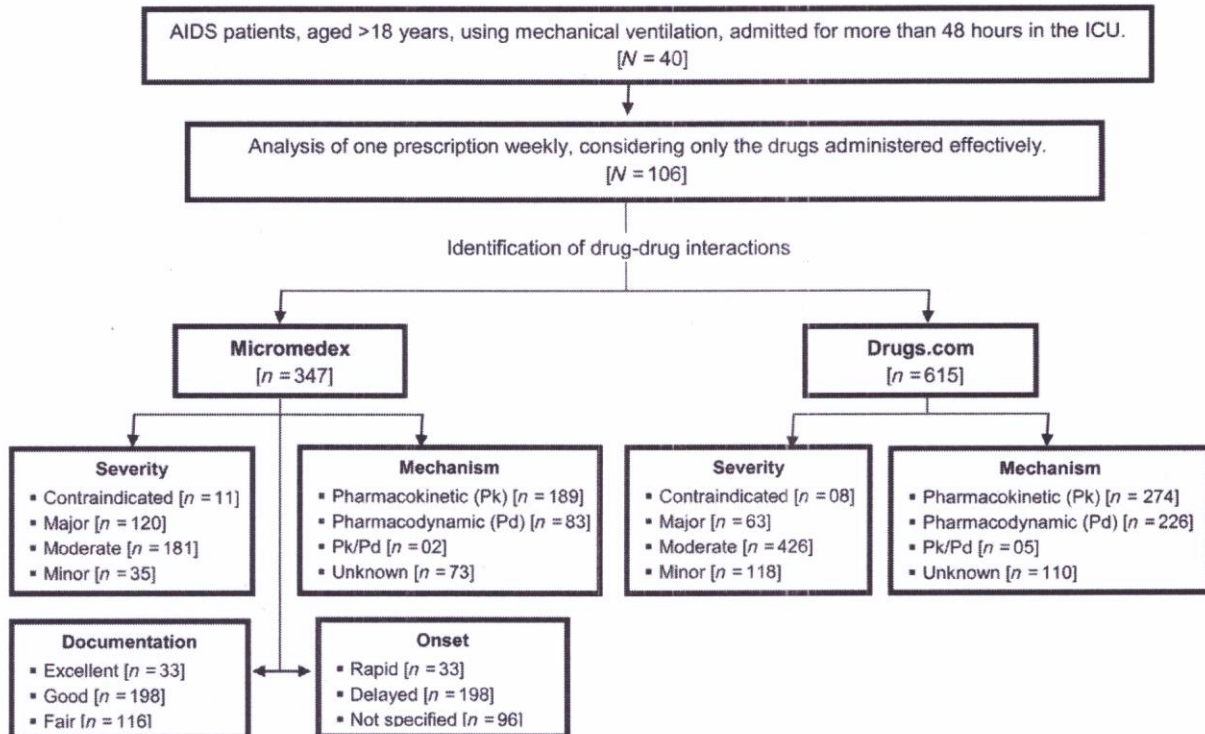 AIDS patients, aged >18 years, using mechanical ventilation, admitted for more than 48 hours in the ICU.
[N = 40]
Analysis of one prescription weekly, considering only the drugs administered effectively.
[N = 106]
Identification of drug-drug interactions
Micromedex
[n = 347]
Drugs.com
[n = 615]
Severity
▪ Contraindicated [n = 11]
▪ Major [n = 120]
▪ Moderate [n = 181]
▪ Minor [n = 35]
Mechanism
▪ Pharmacokinetic (Pk) [n = 189]
▪ Pharmacodynamic (Pd) [n = 83]
▪ Pk/Pd [n = 02]
▪ Unknown [n = 73]
Severity
▪ Contraindicated [n = 08]
▪ Major [n = 63]
▪ Moderate [n = 426]
▪ Minor [n = 118]
Mechanism
▪ Pharmacokinetic (Pk) [n = 274]
▪ Pharmacodynamic (Pd) [n = 226]
▪ Pk/Pd [n = 05]
▪ Unknown [n = 110]
Documentation
▪ Excellent [n = 33]
▪ Good [n = 198]
▪ Fair [n = 116]
Onset
▪ Rapid [n = 33]
▪ Delayed [n = 198]
▪ Not specified [n = 96]